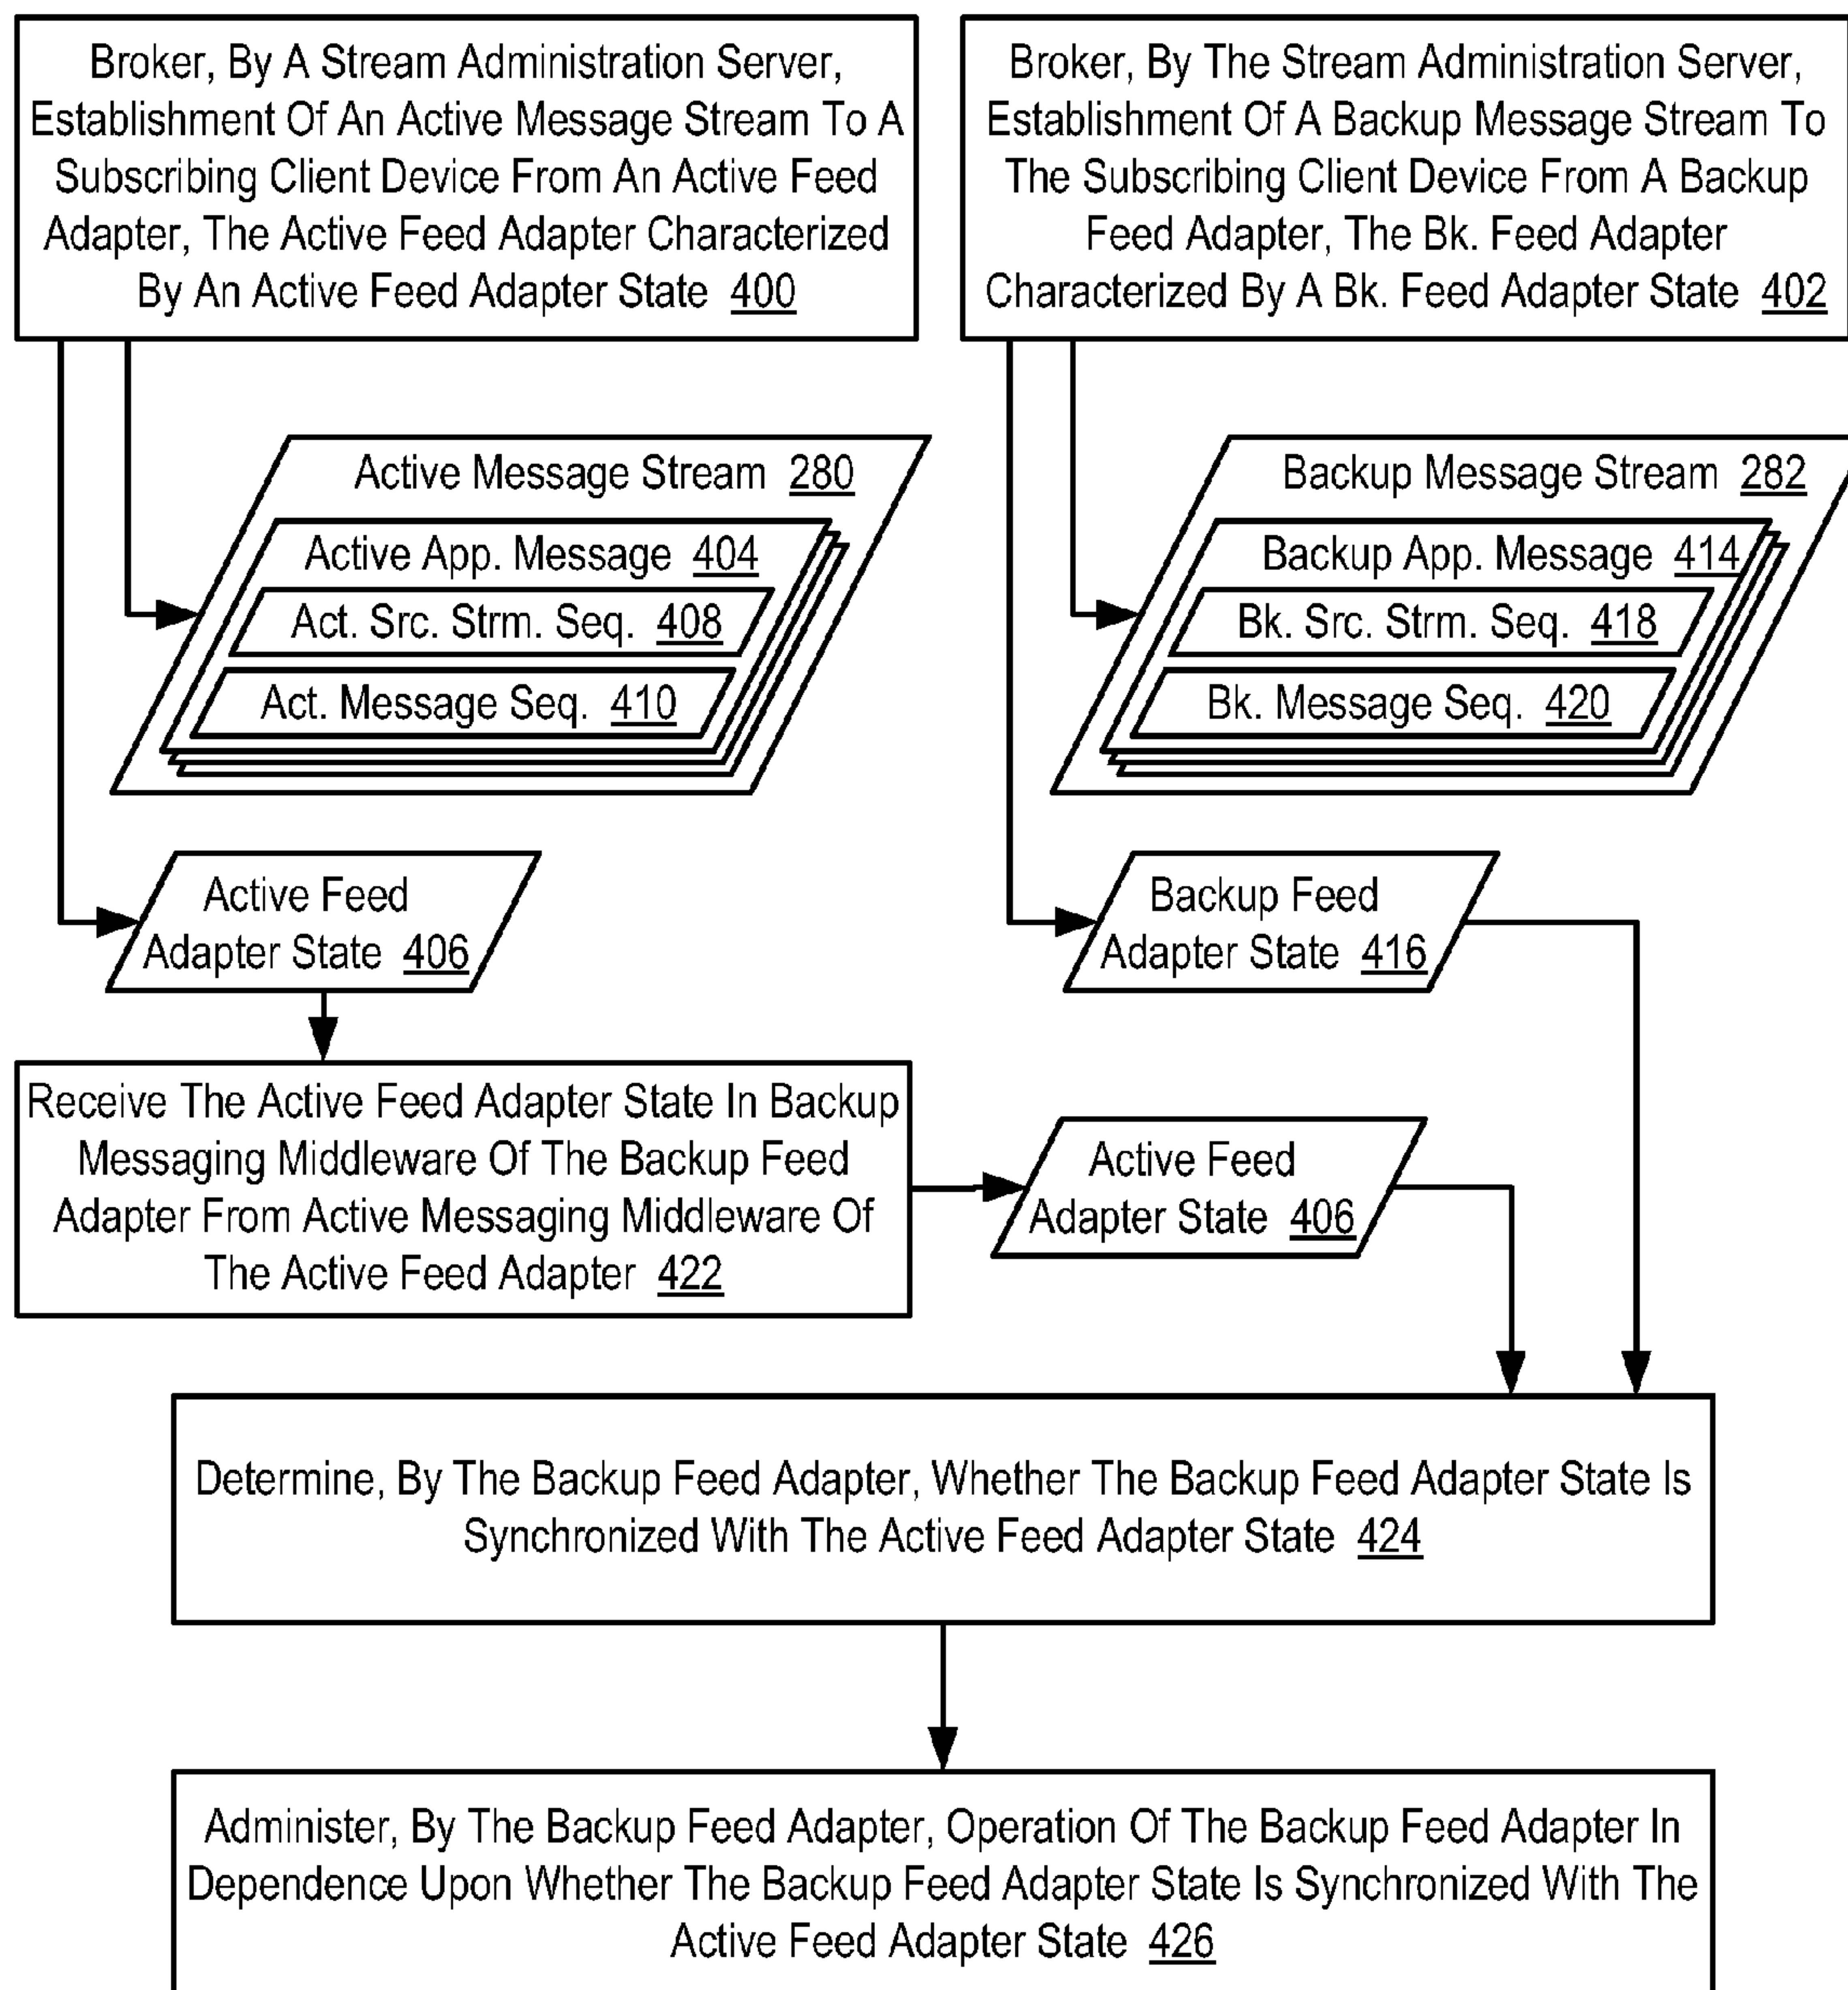 Broker, By A Stream Administration Server,
Establishment Of An Active Message Stream To A
Subscribing Client Device From An Active Feed
Adapter, The Active Feed Adapter Characterized
By An Active Feed Adapter State 400
Broker, By The Stream Administration Server,
Establishment Of A Backup Message Stream To
The Subscribing Client Device From A Backup
Feed Adapter, The Bk. Feed Adapter
Characterized By A Bk. Feed Adapter State 402
Active Message Stream 280
Active App. Message 404
Act. Src. Strm. Seq. 408
Act. Message Seq. 410
Backup Message Stream 282
Backup App. Message 414
Bk. Src. Strm. Seq. 418
Bk. Message Seq. 420
Active Feed
Adapter State 406
Backup Feed
Adapter State 416
Receive The Active Feed Adapter State In Backup
Messaging Middleware Of The Backup Feed
Adapter From Active Messaging Middleware Of
The Active Feed Adapter 422
Active Feed
Adapter State 406
Determine, By The Backup Feed Adapter, Whether The Backup Feed Adapter State Is
Synchronized With The Active Feed Adapter State 424
Administer, By The Backup Feed Adapter, Operation Of The Backup Feed Adapter In
Dependence Upon Whether The Backup Feed Adapter State Is Synchronized With The
Active Feed Adapter State 426